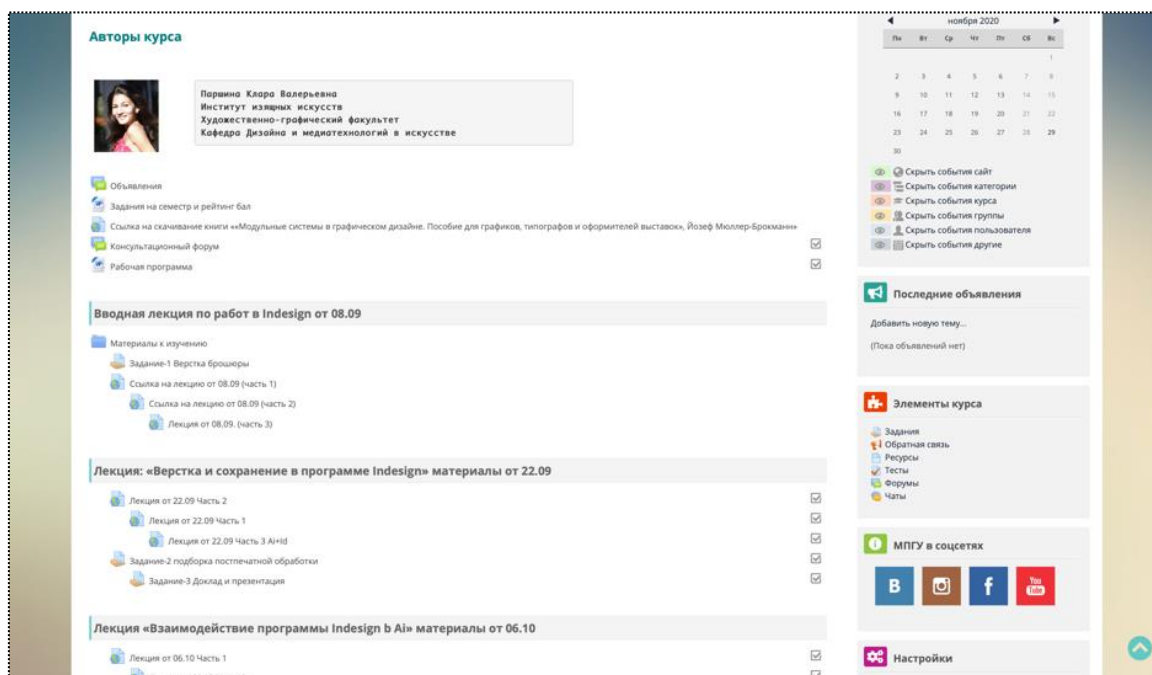 Авторы курса
Паршина Клара Валерьевна
Институт изящных искусств
Художественно-графический факультет
Кафедра Дизайна и медиатехнологий в искусстве
Объявления
Задания на семестр и рейтинг бал
Ссылка на скачивание книги ««Модульные системы в графическом дизайне. Пособие для графиков, типографов и оформителей выставок», Йозеф Мюллер-Брокманн»
Консультационный форум
Рабочая программа
Вводная лекция по работ в Indesign от 08.09
Материалы к изучению
Задание-1 Верстка брошюры
Ссылка на лекцию от 08.09 (часть 1)
Ссылка на лекцию от 08.09 (часть 2)
Лекция от 08.09. (часть 3)
Лекция: «Верстка и сохранение в программе Indesign» материалы от 22.09
Лекция от 22.09 Часть 2
Лекция от 22.09 Часть 1
Лекция от 22.09 Часть 3 Ai+Id
Задание-2 подборка постпечатной обработки
Задание-3 Доклад и презентация
Лекция «Взаимодействие программы Indesign b Ai» материалы от 06.10
Лекция от 06.10 Часть 1
ноября 2020
Пн Вт Ср Чт Пт Сб Вс
1
2 3 4 5 6 7 8
9 10 11 12 13 14 15
16 17 18 19 20 21 22
23 24 25 26 27 28 29
30
Скрыть события сайт
Скрыть события категории
Скрыть события курса
Скрыть события группы
Скрыть события пользователя
Скрыть события другие
Последние объявления
Добавить новую тему...
(Пока объявлений нет)
Элементы курса
Задания
Обратная связь
Ресурсы
Тесты
Форумы
Чаты
МПГУ в соцсетях
B
f
You
Tube
Настройки